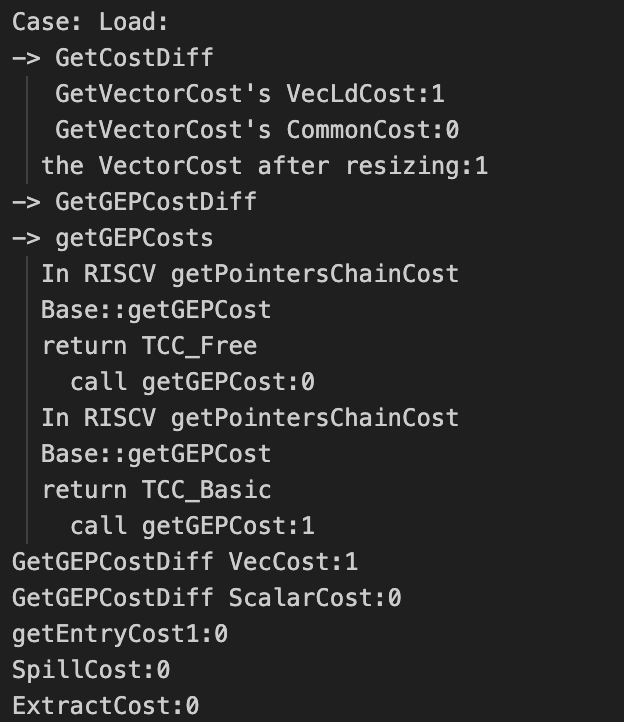 Case: Load:
—> GetCostDiff
GetVectorCost's VecLdCost:1
GetVectorCost's CommonCost:0
the VectorCost after resizing:1
—> GetGEPCostDiff
—> getGEPCosts
In RISCV getPointersChainCost
Base::getGEPCost
return TCC_Free
call getGEPCost:0
In RISCV getPointersChainCost
Base::getGEPCost
return TCC_Basic
call getGEPCost:1
GetGEPCostDiff VecCost:1
GetGEPCostDiff ScalarCost:0
getEntryCost1:0
SpillCost:0
ExtractCost:0